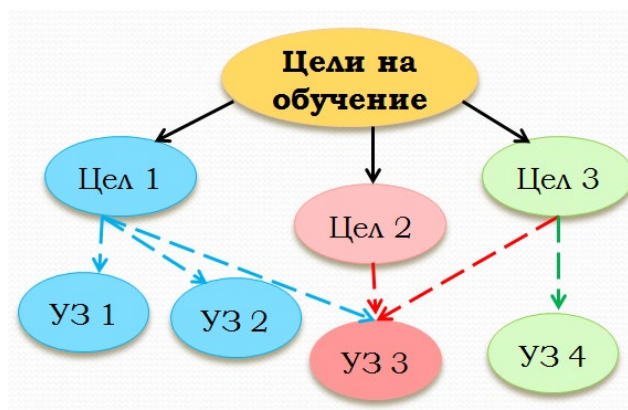 Цели на
обучение
Цел 1
Цел 2
Цел 3
УЗ 1
УЗ 2
УЗ 3
УЗ 4